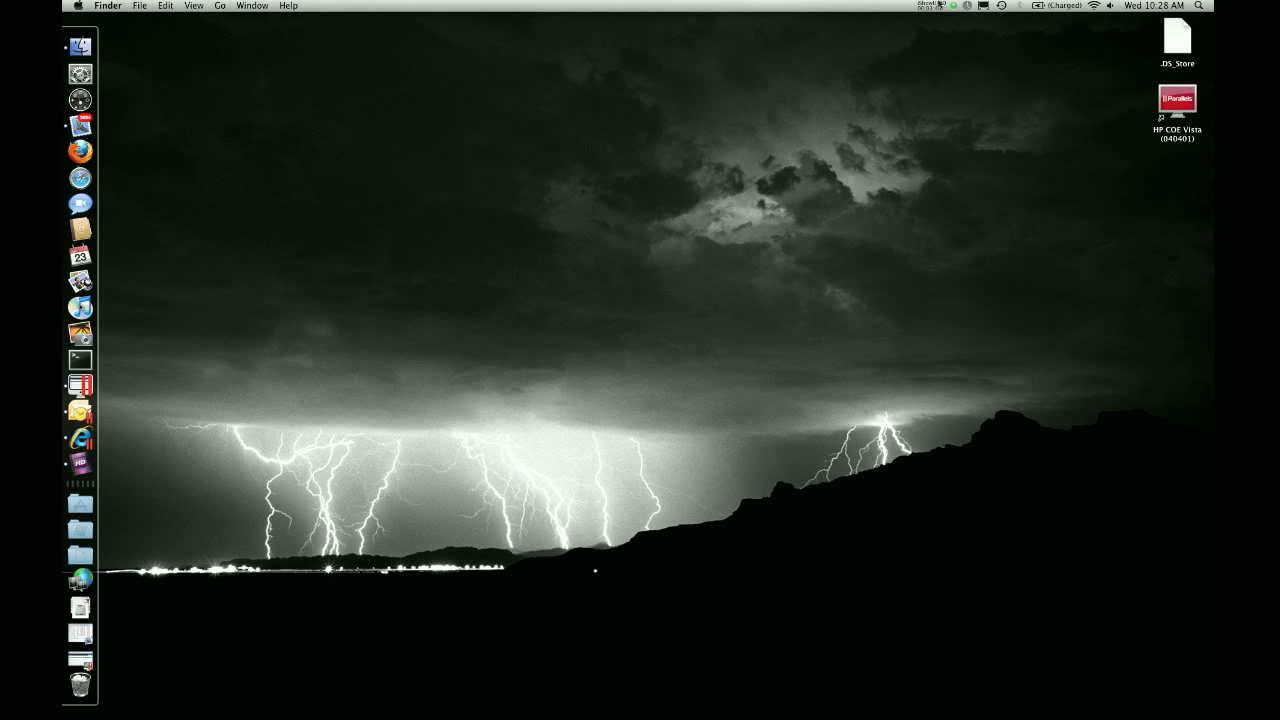 Finder File Edit View Go Window Help (Charged) Wed 10:28 AM
.DS_Store
Parallels
HP COE Vista
(040401)
23
HP